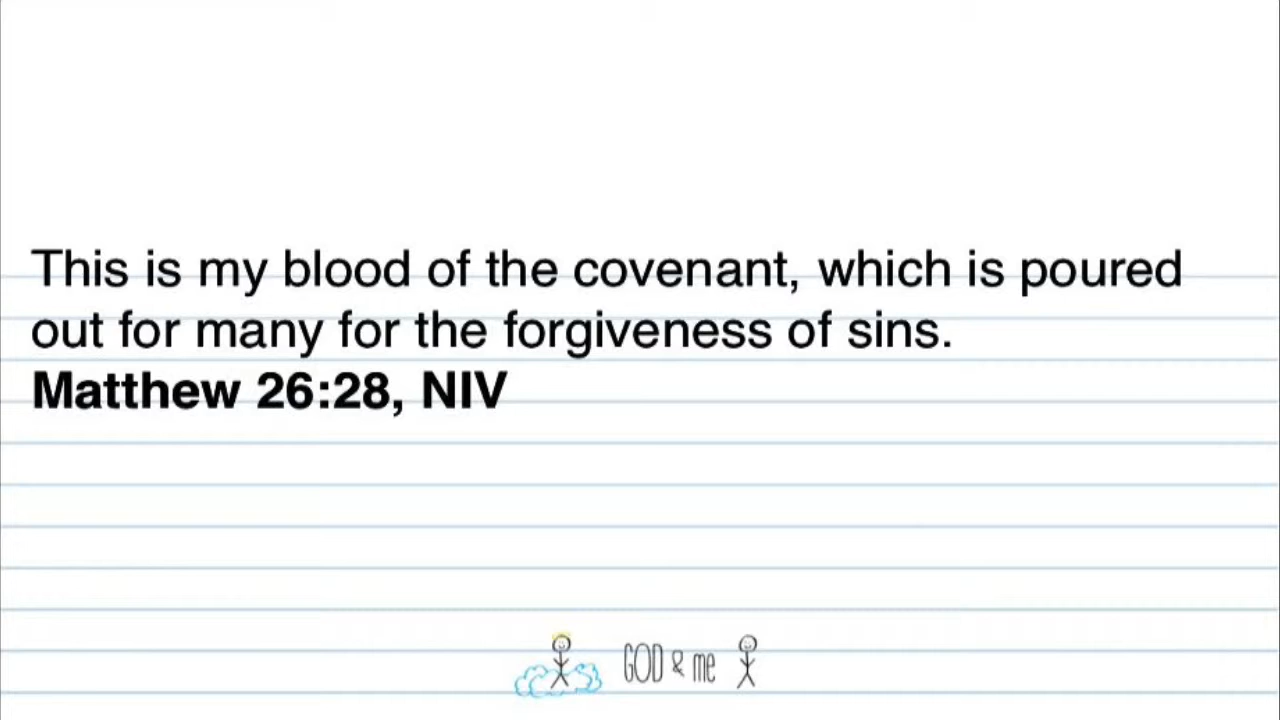 This is my blood of the covenant, which is poured
out for many for the forgiveness of sins.
Matthew 26:28, NIV
GOD & me